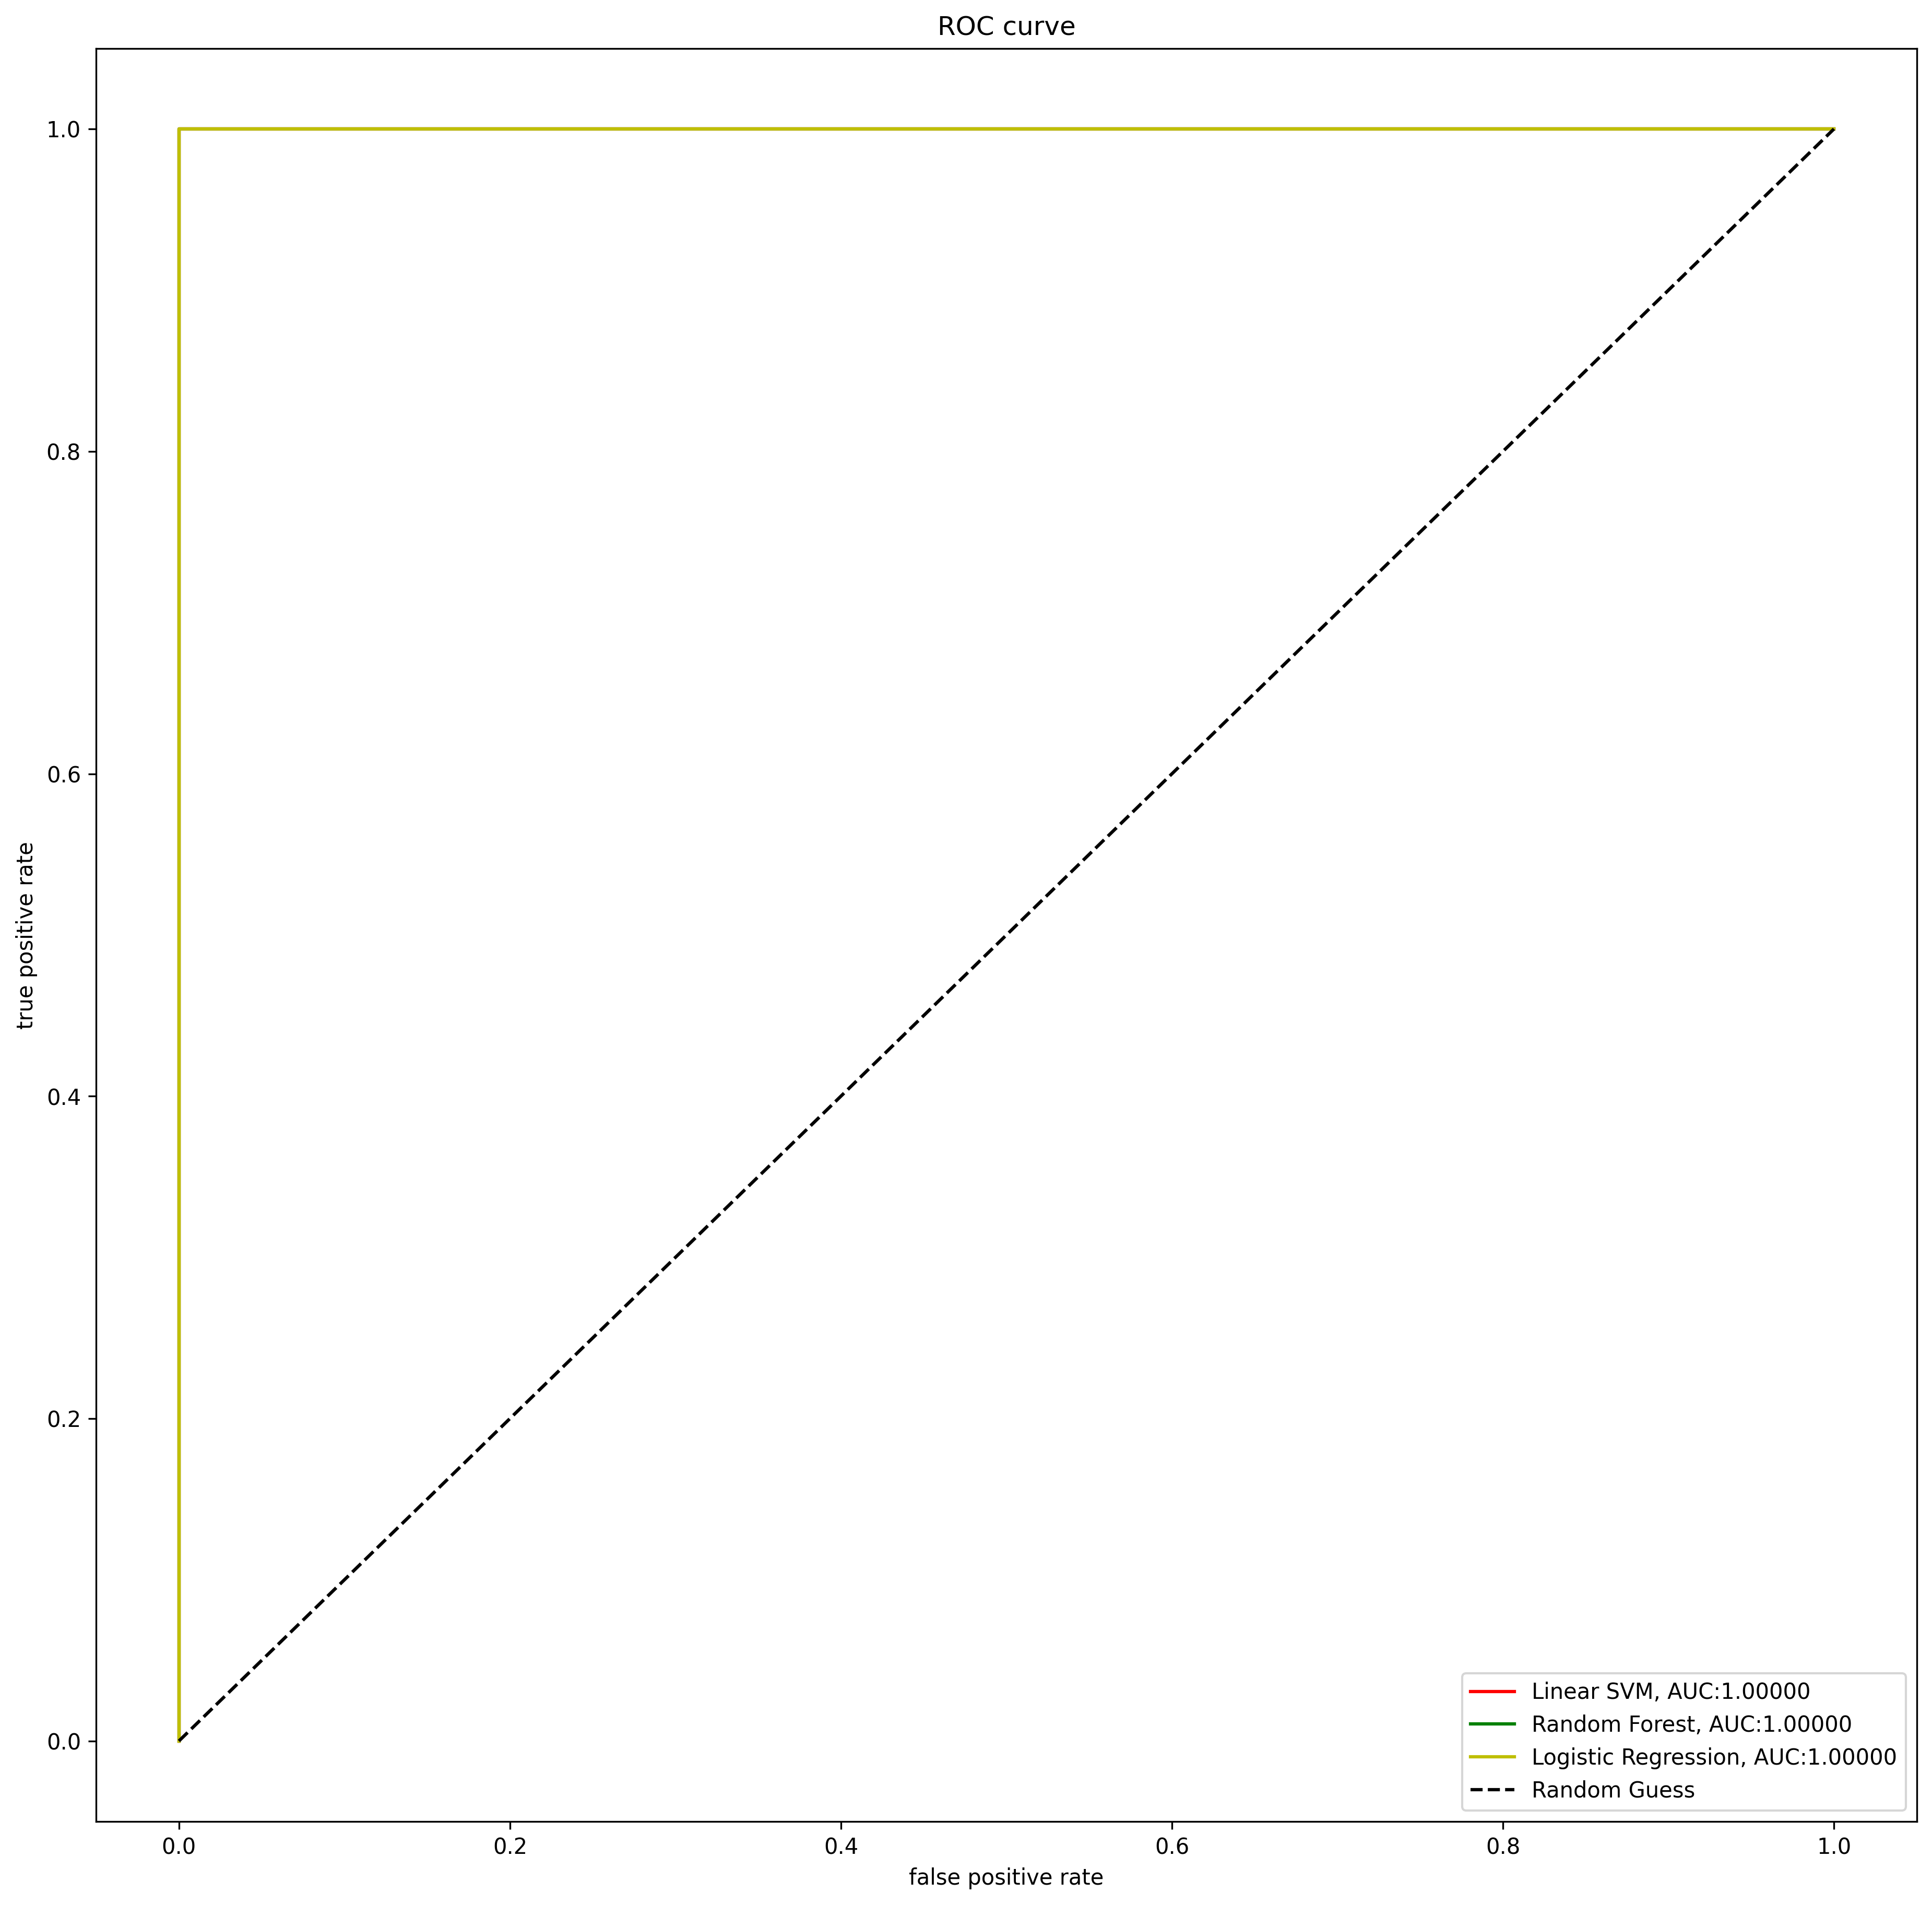 ROC curve
1.0
0.8
0.6
0.4
0.2
0.0
true positive rate
0.0 0.2 0.4 0.6 0.8 1.0
false positive rate
Linear SVM, AUC:1.00000
Random Forest, AUC:1.00000
Logistic Regression, AUC:1.00000
Random Guess